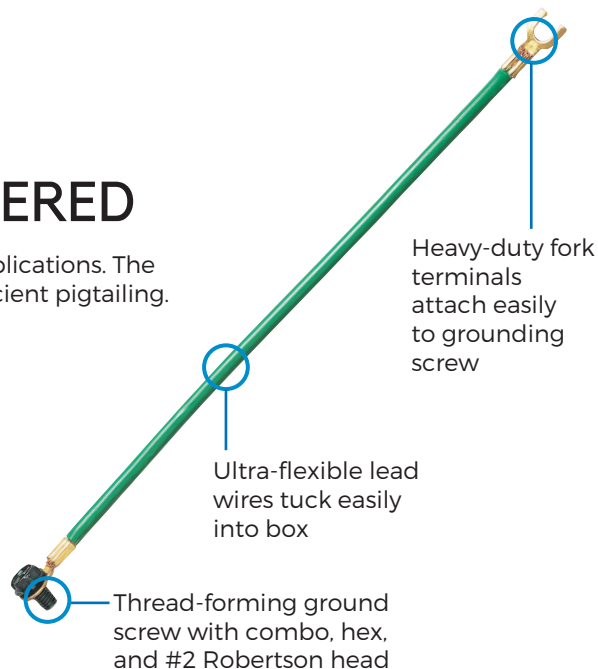 ERED
plications. The
cient pigtailing.
Heavy-duty fork
terminals
attach easily
to grounding
screw
Ultra-flexible lead
wires tuck easily
into box
Thread-forming ground
screw with combo, hex,
and #2 Robertson head